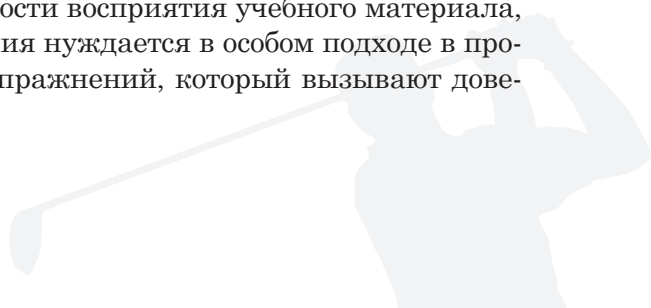 ости восприятия учебного материала,
ия нуждается в особом подходе в про-
пражнений, который вызывают дове-